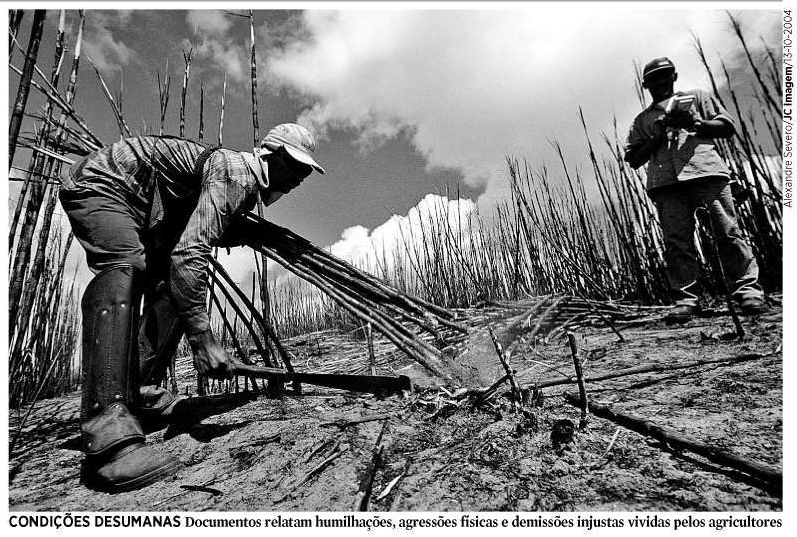 Alexandre Severo/JC Imagem/13-10-2004
CONDIÇÕES DESUMANAS Documentos relatam humilhações, agressões físicas e demissões injustas vividas pelos agricultores